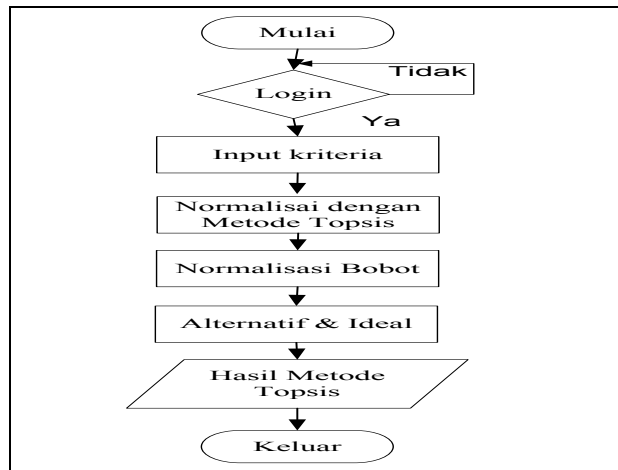 Mulai
Tidak
Login
Ya
Input kriteria
Normalisai dengan
Metode Topsis
Normalisasi Bobot
Alternatif & Ideal
Hasil Metode
Topsis
Keluar